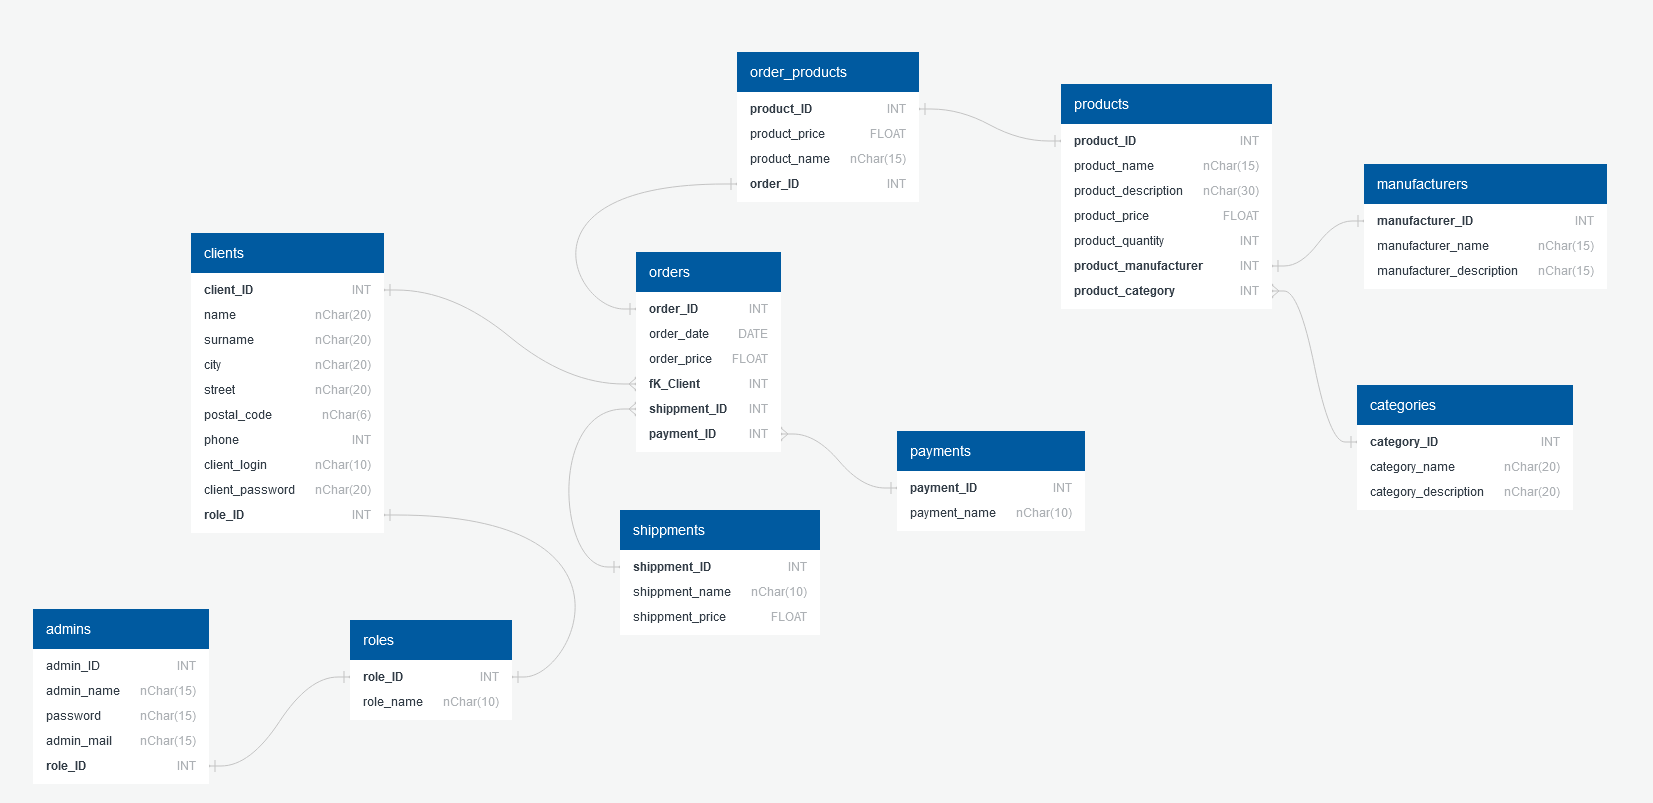 order_products
product_ID INT
product_price FLOAT
product_name nChar(15)
order_ID INT
products
product_ID INT
product_name nChar(15)
product_description nChar(30)
product_price FLOAT
product_quantity INT
product_manufacturer INT
product_category INT
manufacturers
manufacturer_ID INT
manufacturer_name nChar(15)
manufacturer_description nChar(15)
clients
client_ID INT
name nChar(20)
surname nChar(20)
city nChar(20)
street nChar(20)
postal_code nChar(6)
phone INT
client_login nChar(10)
client_password nChar(20)
role_ID INT
orders
order_ID INT
order_date DATE
order_price FLOAT
fK_Client INT
shippment_ID INT
payment_ID INT
categories
category_ID INT
category_name nChar(20)
category_description nChar(20)
payments
payment_ID INT
payment_name nChar(10)
shippments
shippment_ID INT
shippment_name nChar(10)
shippment_price FLOAT
admins
admin_ID INT
admin_name nChar(15)
password nChar(15)
admin_mail nChar(15)
role_ID INT
roles
role_ID INT
role_name nChar(10)